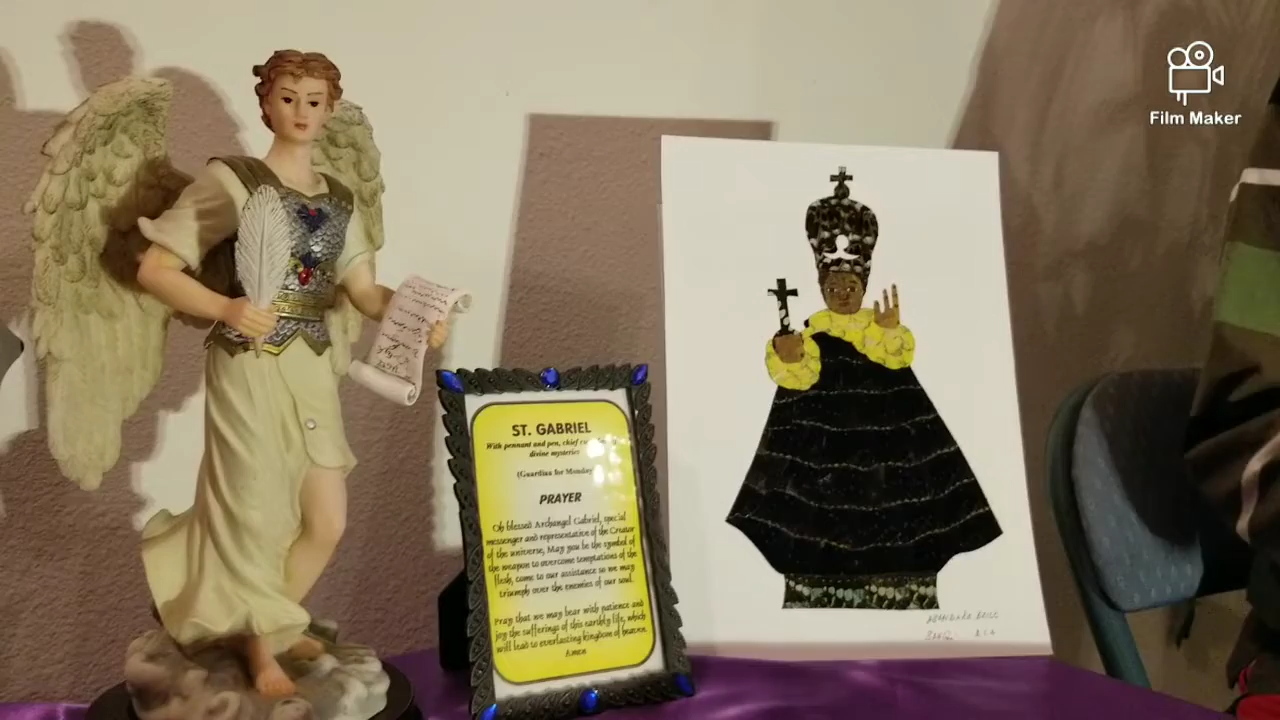 Film Maker
ST. GABRIEL
With pennant and pen, chief
divine mysteries
(Guardian for Monday
PRAYER
Oh blessed Archangel Gabriel, special
messenger and representative of the Creator
of the universe, May you be the symbol of
the weapon to overcome temptations of the
flesh, come to our assistance so we may
triumph over the enemies of our soul.
Pray that we may bear with patience and
joy the sufferings of this earthly life, which
will lead to everlasting kingdom of heaven.
Amen